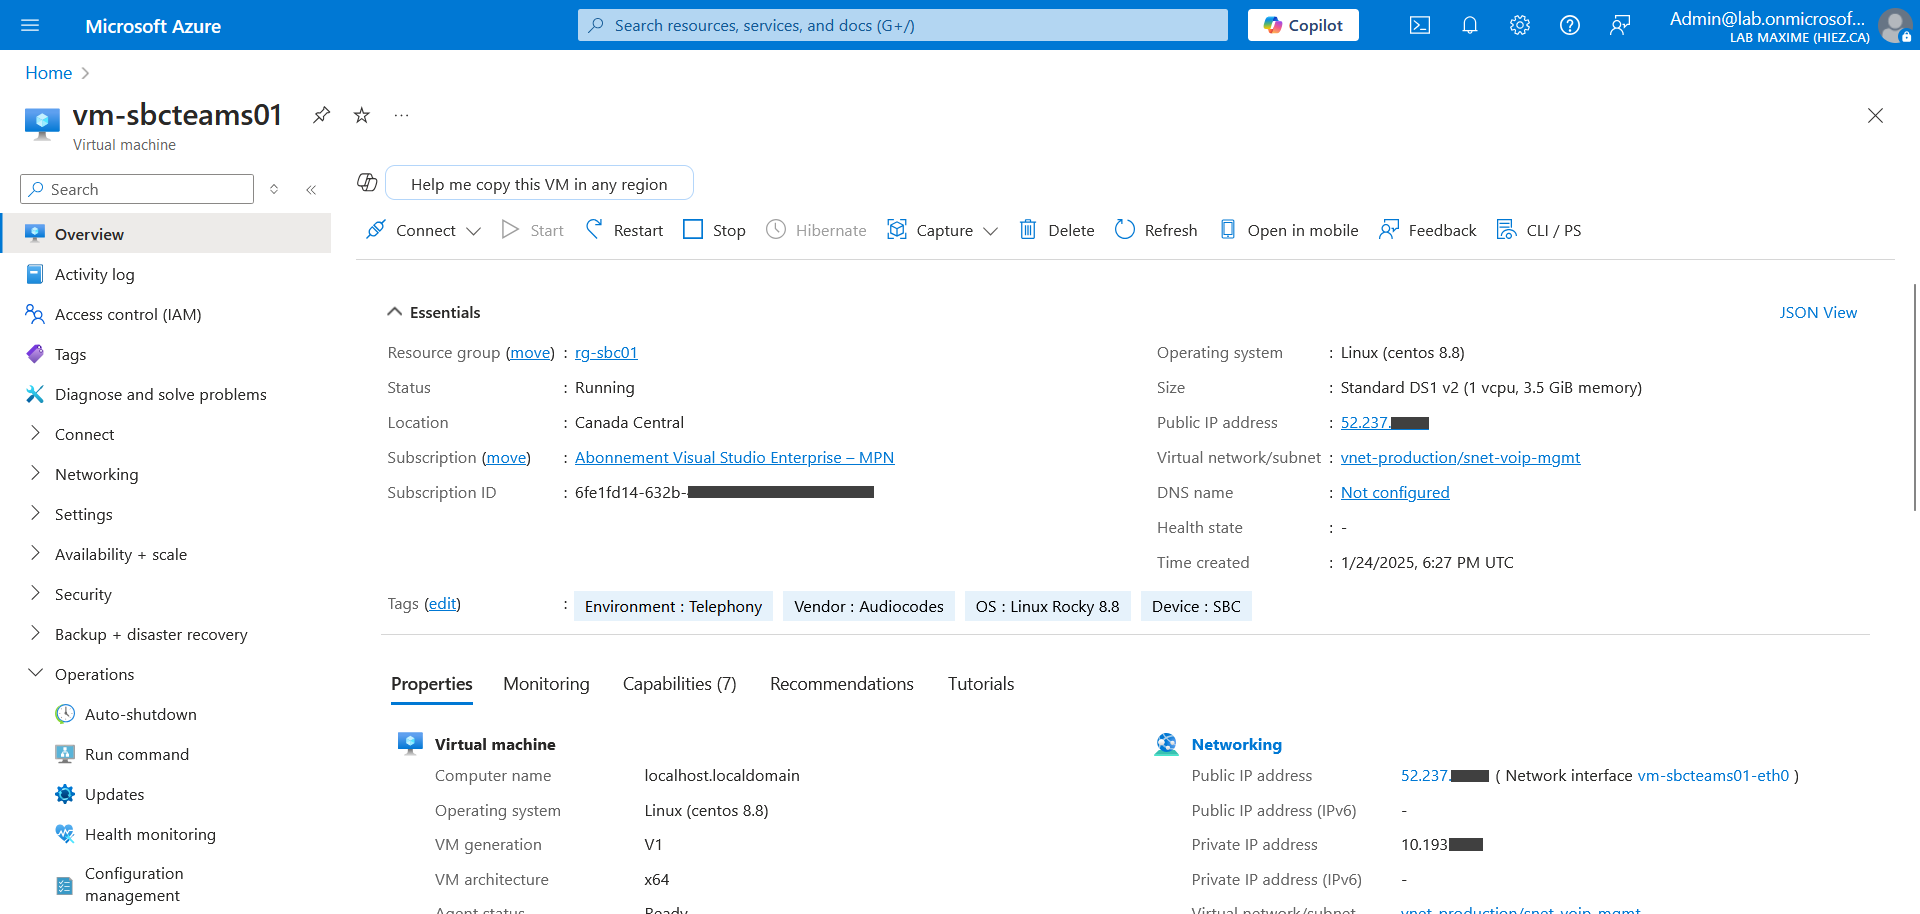 Microsoft Azure
Search resources, services, and docs (G+/)
Copilot
Admin@lab.onmicrosof...
LAB MAXIME (HIEZ.CA)
Home
vm-sbcteams01
Virtual machine
Search
Overview
Activity log
Access control (IAM)
Tags
Diagnose and solve problems
Connect
Networking
Settings
Availability + scale
Security
Backup + disaster recovery
Operations
Auto-shutdown
Run command
Updates
Health monitoring
Configuration
management
Help me copy this VM in any region
Connect Start Restart Stop Hibernate Capture Delete Refresh Open in mobile Feedback CLI / PS
Essentials
JSON View
Resource group (move) : rg-sbc01
Status : Running
Location : Canada Central
Subscription (move) : Abonnement Visual Studio Enterprise – MPN
Subscription ID : 6fe1fd14-632b-
Operating system : Linux (centos 8.8)
Size : Standard DS1 v2 (1 vcpu, 3.5 GiB memory)
Public IP address : 52.237.
Virtual network/subnet : vnet-production/snet-voip-mgmt
DNS name : Not configured
Health state : -
Time created : 1/24/2025, 6:27 PM UTC
Tags (edit) : Environment : Telephony Vendor : Audiocodes OS : Linux Rocky 8.8 Device : SBC
Properties Monitoring Capabilities (7) Recommendations Tutorials
Virtual machine
Computer name localhost.localdomain
Operating system Linux (centos 8.8)
VM generation V1
VM architecture x64
Agent status Ready
Networking
Public IP address 52.237. ( Network interface vm-sbcteams01-eth0 )
Public IP address (IPv6) -
Private IP address 10.193
Private IP address (IPv6) -
Virtual network/subnet vnet-production/snet-voip-mgmt